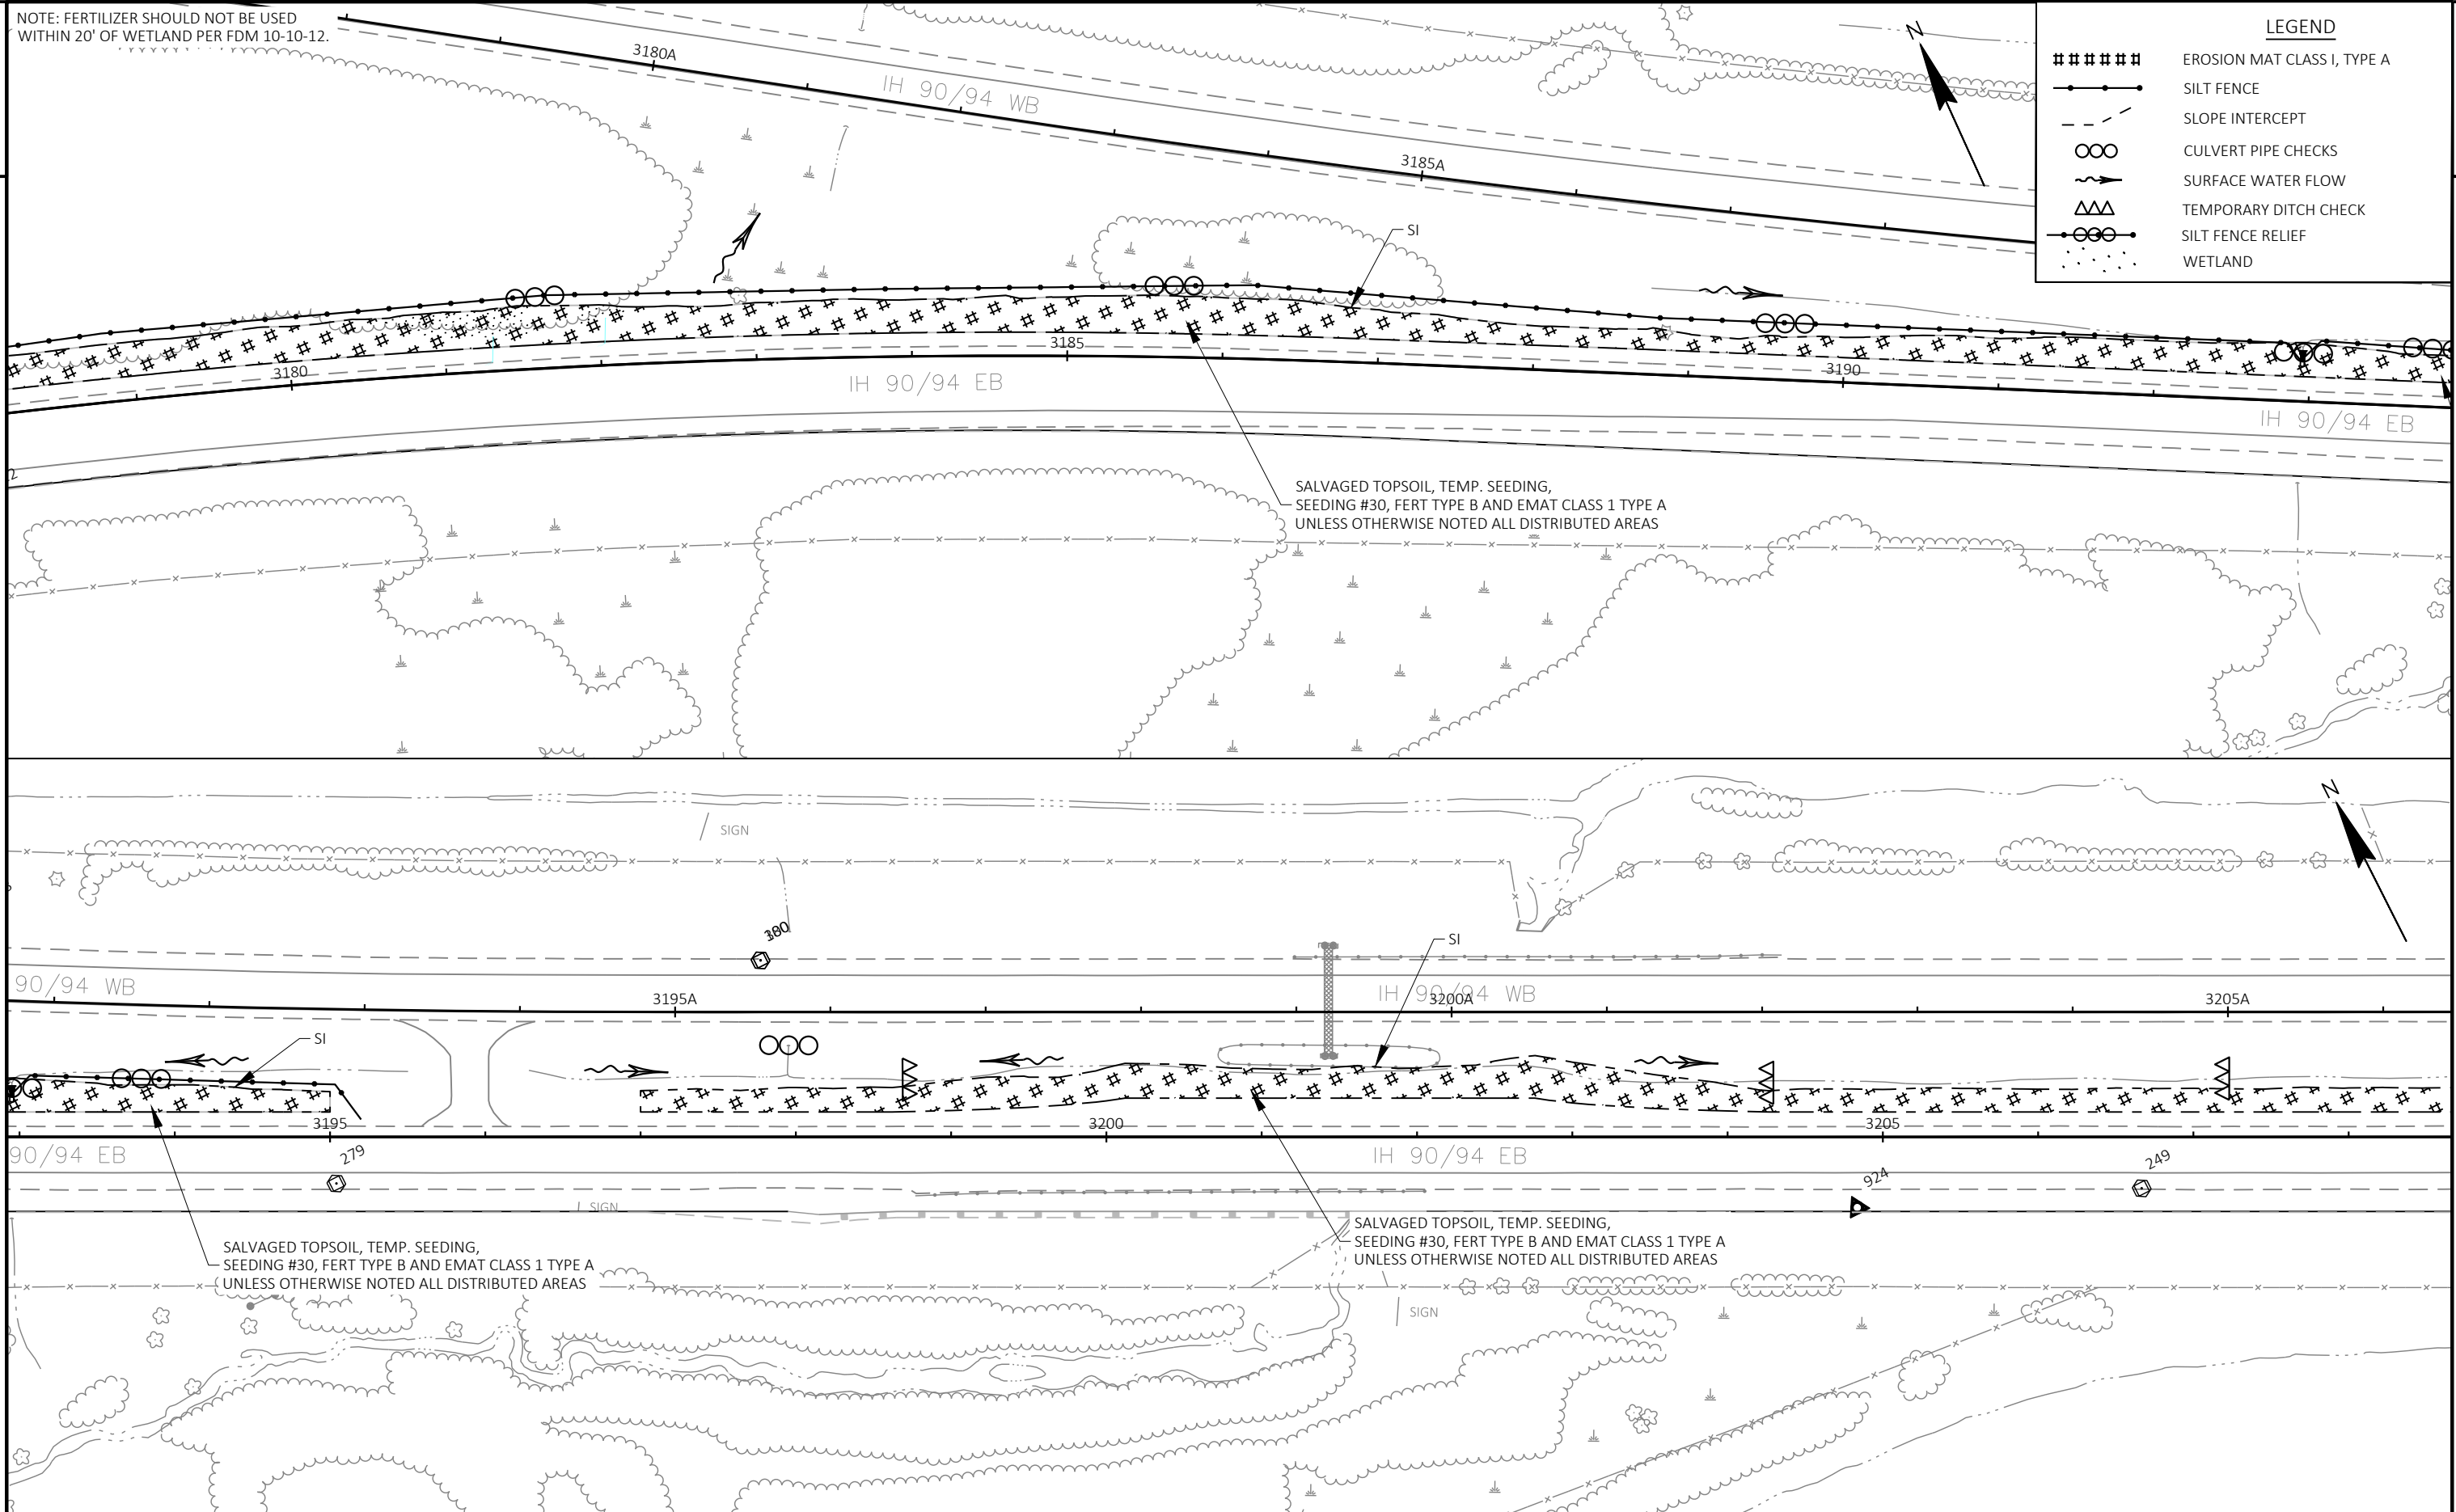 NOTE: FERTILIZER SHOULD NOT BE USED
WITHIN 20' OF WETLAND PER FDM 10-10-12.
LEGEND
EROSION MAT CLASS I, TYPE A
SILT FENCE
SLOPE INTERCEPT
CULVERT PIPE CHECKS
SURFACE WATER FLOW
TEMPORARY DITCH CHECK
SILT FENCE RELIEF
WETLAND
N
3180A
IH 90/94 WB
3185A
SI
3180
3185
3190
IH 90/94 EB
IH 90/94 EB
SALVAGED TOPSOIL, TEMP. SEEDING,
SEEDING #30, FERT TYPE B AND EMAT CLASS 1 TYPE A
UNLESS OTHERWISE NOTED ALL DISTRIBUTED AREAS
N
SIGN
SI
90/94 WB
3195A
IH 90/94 WB
3200A
3205A
SI
3195
3200
3205
90/94 EB
279
IH 90/94 EB
924
249
SIGN
SALVAGED TOPSOIL, TEMP. SEEDING,
SEEDING #30, FERT TYPE B AND EMAT CLASS 1 TYPE A
UNLESS OTHERWISE NOTED ALL DISTRIBUTED AREAS
SALVAGED TOPSOIL, TEMP. SEEDING,
SEEDING #30, FERT TYPE B AND EMAT CLASS 1 TYPE A
UNLESS OTHERWISE NOTED ALL DISTRIBUTED AREAS
SIGN